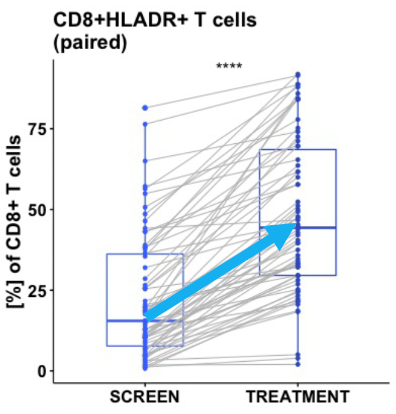 CD8+HLADR+ T cells
(paired)
****
[%] of CD8+ T cells
75
50
25
0
SCREEN TREATMENT